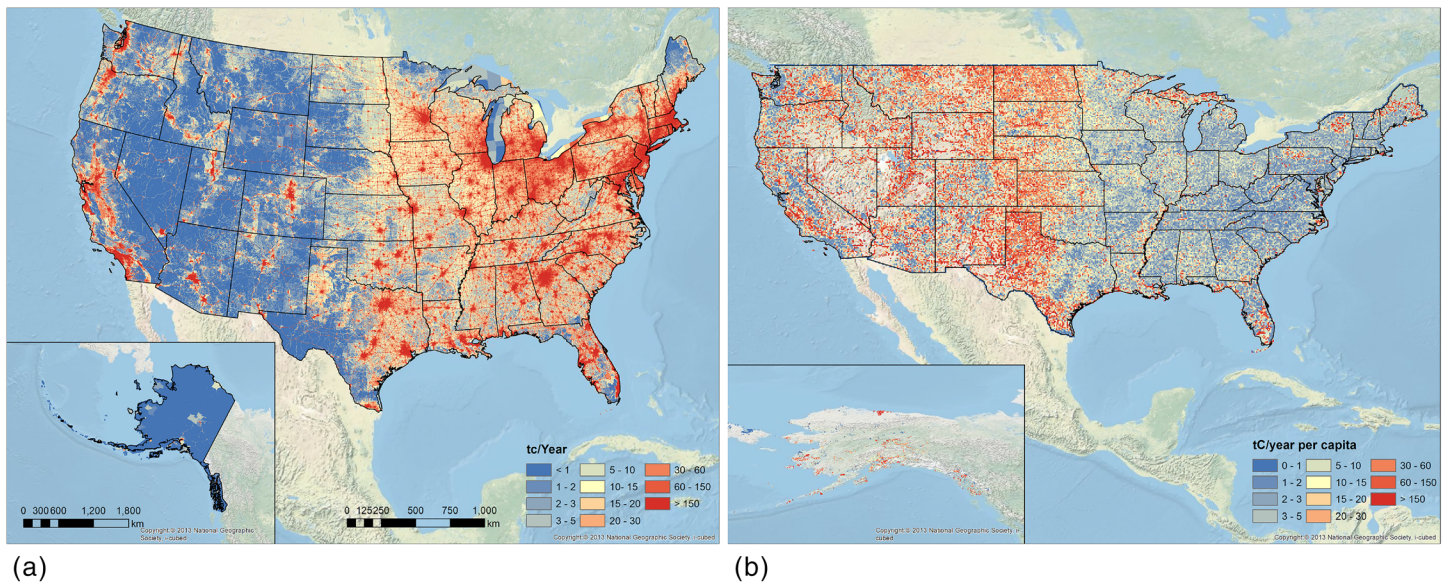 tc/Year
< 1
5 - 10
30 - 60
1 - 2
10 - 15
60 - 150
2 - 3
15 - 20
> 150
3 - 5
20 - 30
0 300600 1,200 1,800
km
Copyright © 2013 National Geographic
Society, i-cubed
0 125250 500 750 1,000
km
Copyright © 2013 National Geographic Society, i-cubed
(a)
tC/year per capita
0 - 1
5 - 10
30 - 60
1 - 2
10 - 15
60 - 150
2 - 3
15 - 20
> 150
3 - 5
20 - 30
Copyright © 2013 National Geographic Society, i-
cubed
Copyright © 2013 National Geographic Society, i-cubed
(b)